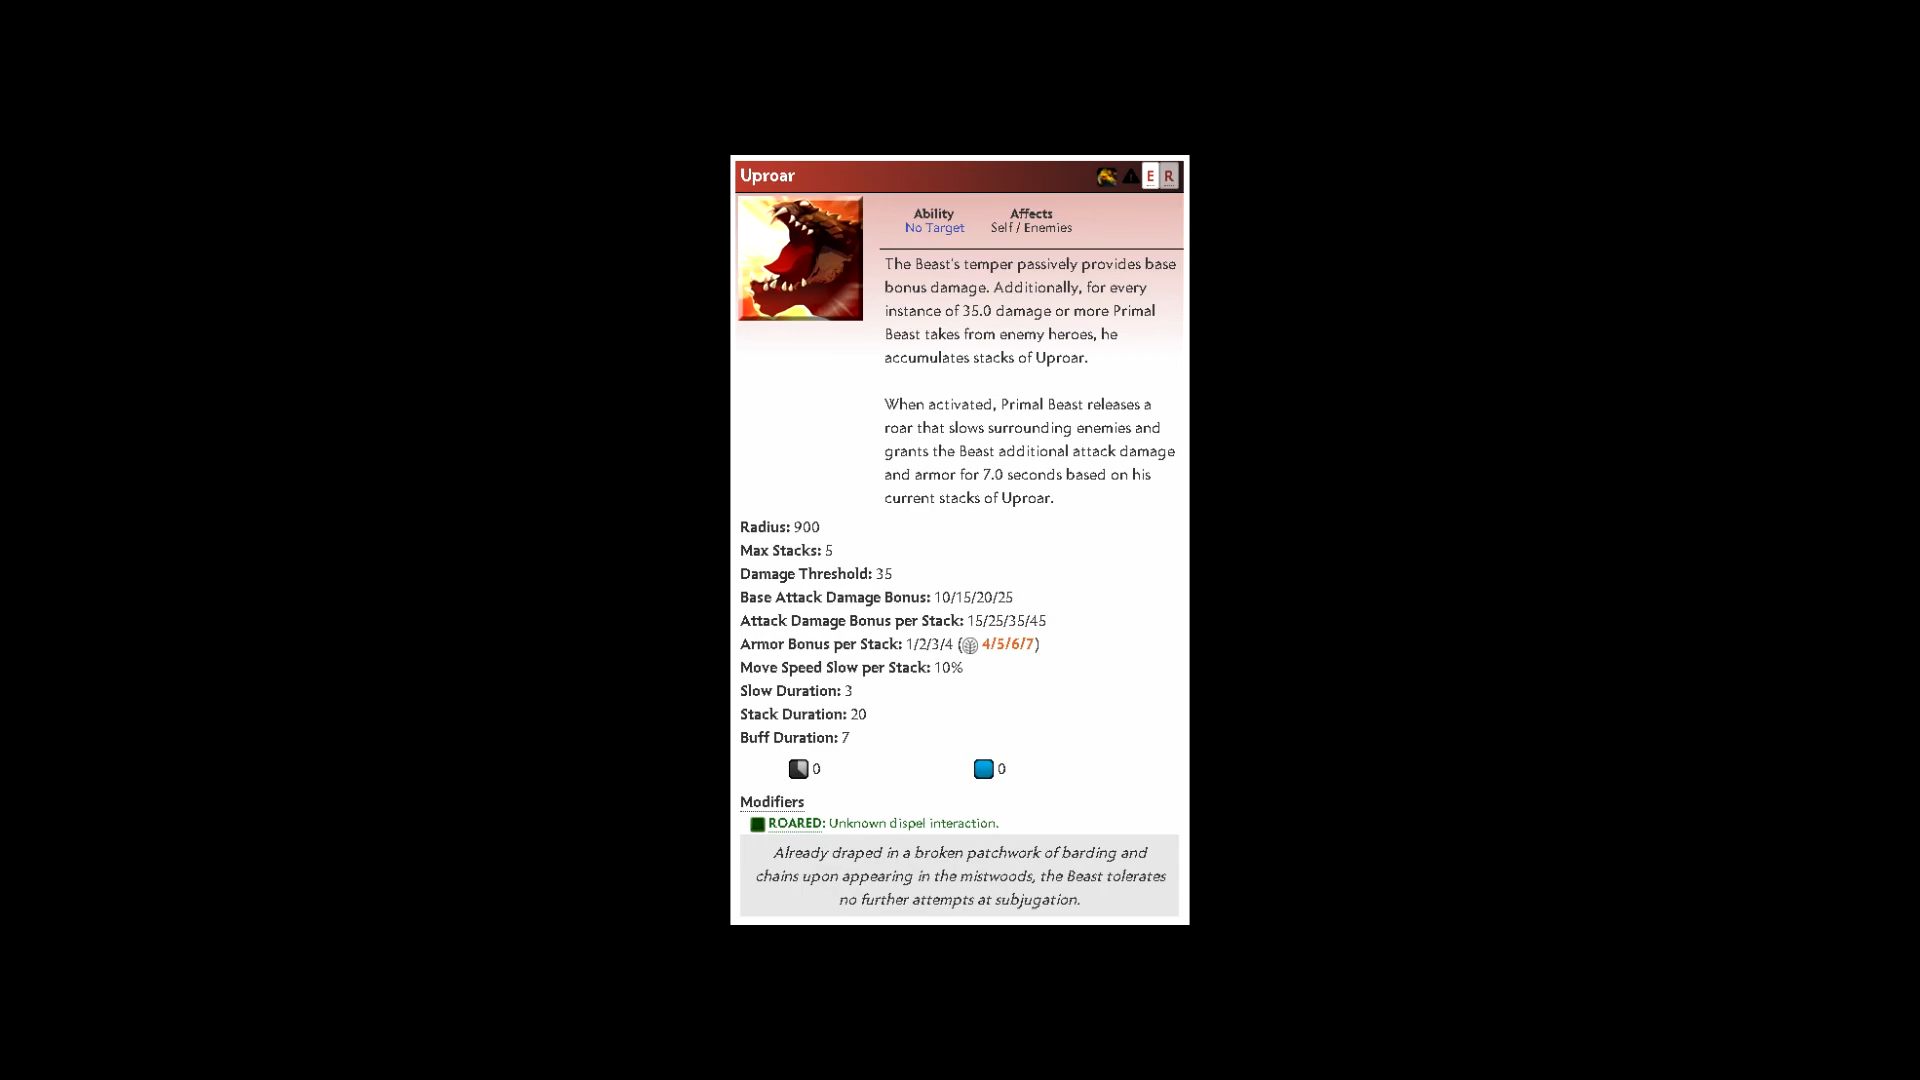 Uproar
E R
Ability Affects
No Target Self / Enemies
The Beast's temper passively provides base
bonus damage. Additionally, for every
instance of 35.0 damage or more Primal
Beast takes from enemy heroes, he
accumulates stacks of Uproar.
When activated, Primal Beast releases a
roar that slows surrounding enemies and
grants the Beast additional attack damage
and armor for 7.0 seconds based on his
current stacks of Uproar.
Radius: 900
Max Stacks: 5
Damage Threshold: 35
Base Attack Damage Bonus: 10/15/20/25
Attack Damage Bonus per Stack: 15/25/35/45
Armor Bonus per Stack: 1/2/3/4 ( 4/5/6/7)
Move Speed Slow per Stack: 10%
Slow Duration: 3
Stack Duration: 20
Buff Duration: 7
0 0
Modifiers
ROARED: Unknown dispel interaction.
Already draped in a broken patchwork of barding and
chains upon appearing in the mistwoods, the Beast tolerates
no further attempts at subjugation.